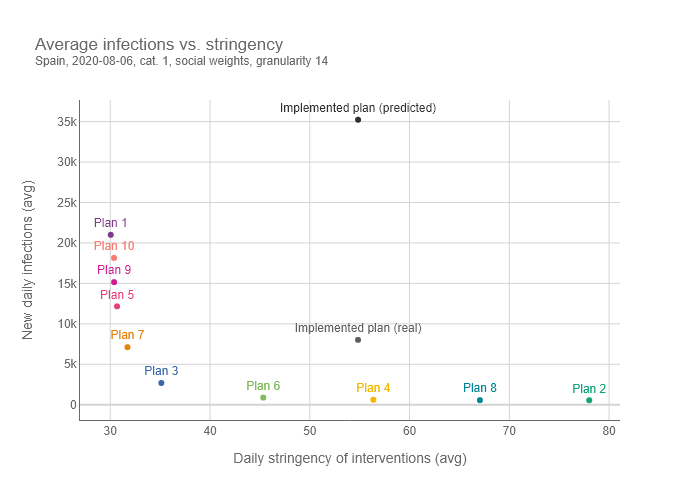 Average infections vs. stringency
Spain, 2020-08-06, cat. 1, social weights, granularity 14
Implemented plan (predicted)
35k
30k
25k
Plan 1
20k
Plan 10
Plan 9
15k
Plan 5
10k
Plan 7
Implemented plan (real)
5k
Plan 3
Plan 6
Plan 4
Plan 8
Plan 2
0
30
40
50
60
70
80
New daily infections (avg)
Daily stringency of interventions (avg)